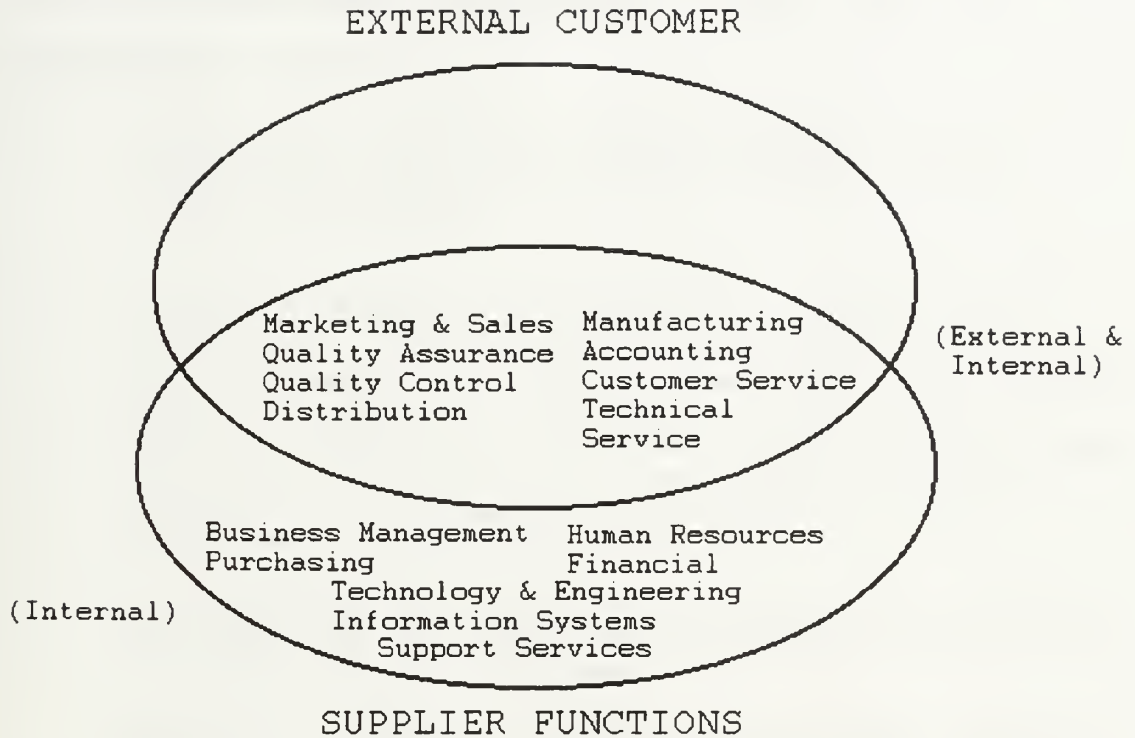 EXTERNAL CUSTOMER
Marketing & Sales
Quality Assurance
Quality Control
Distribution
Manufacturing
Accounting
Customer Service
Technical
Service
(External &
Internal)
Business Management
Purchasing
Human Resources
Financial
Technology & Engineering
Information Systems
Support Services
(Internal)
SUPPLIER FUNCTIONS